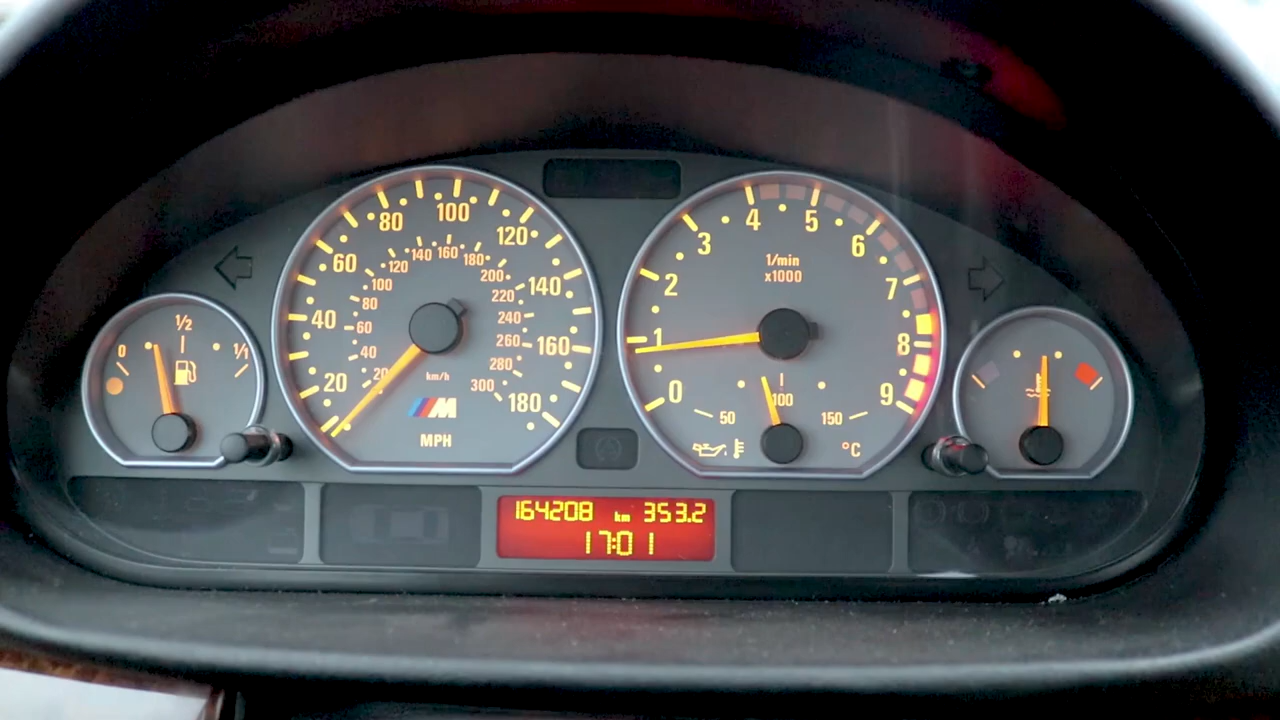 0 1/2 1/1
20 40 60 80 100 120 140 160 180
20 40 60 80 100 120 140 160 180 200 220 240 260 280 300
km/h
M
MPH
0 1 2 3 4 5 6 7 8 9
1/min
x1000
50 100 150
°C
164208 km 353.2
17:01